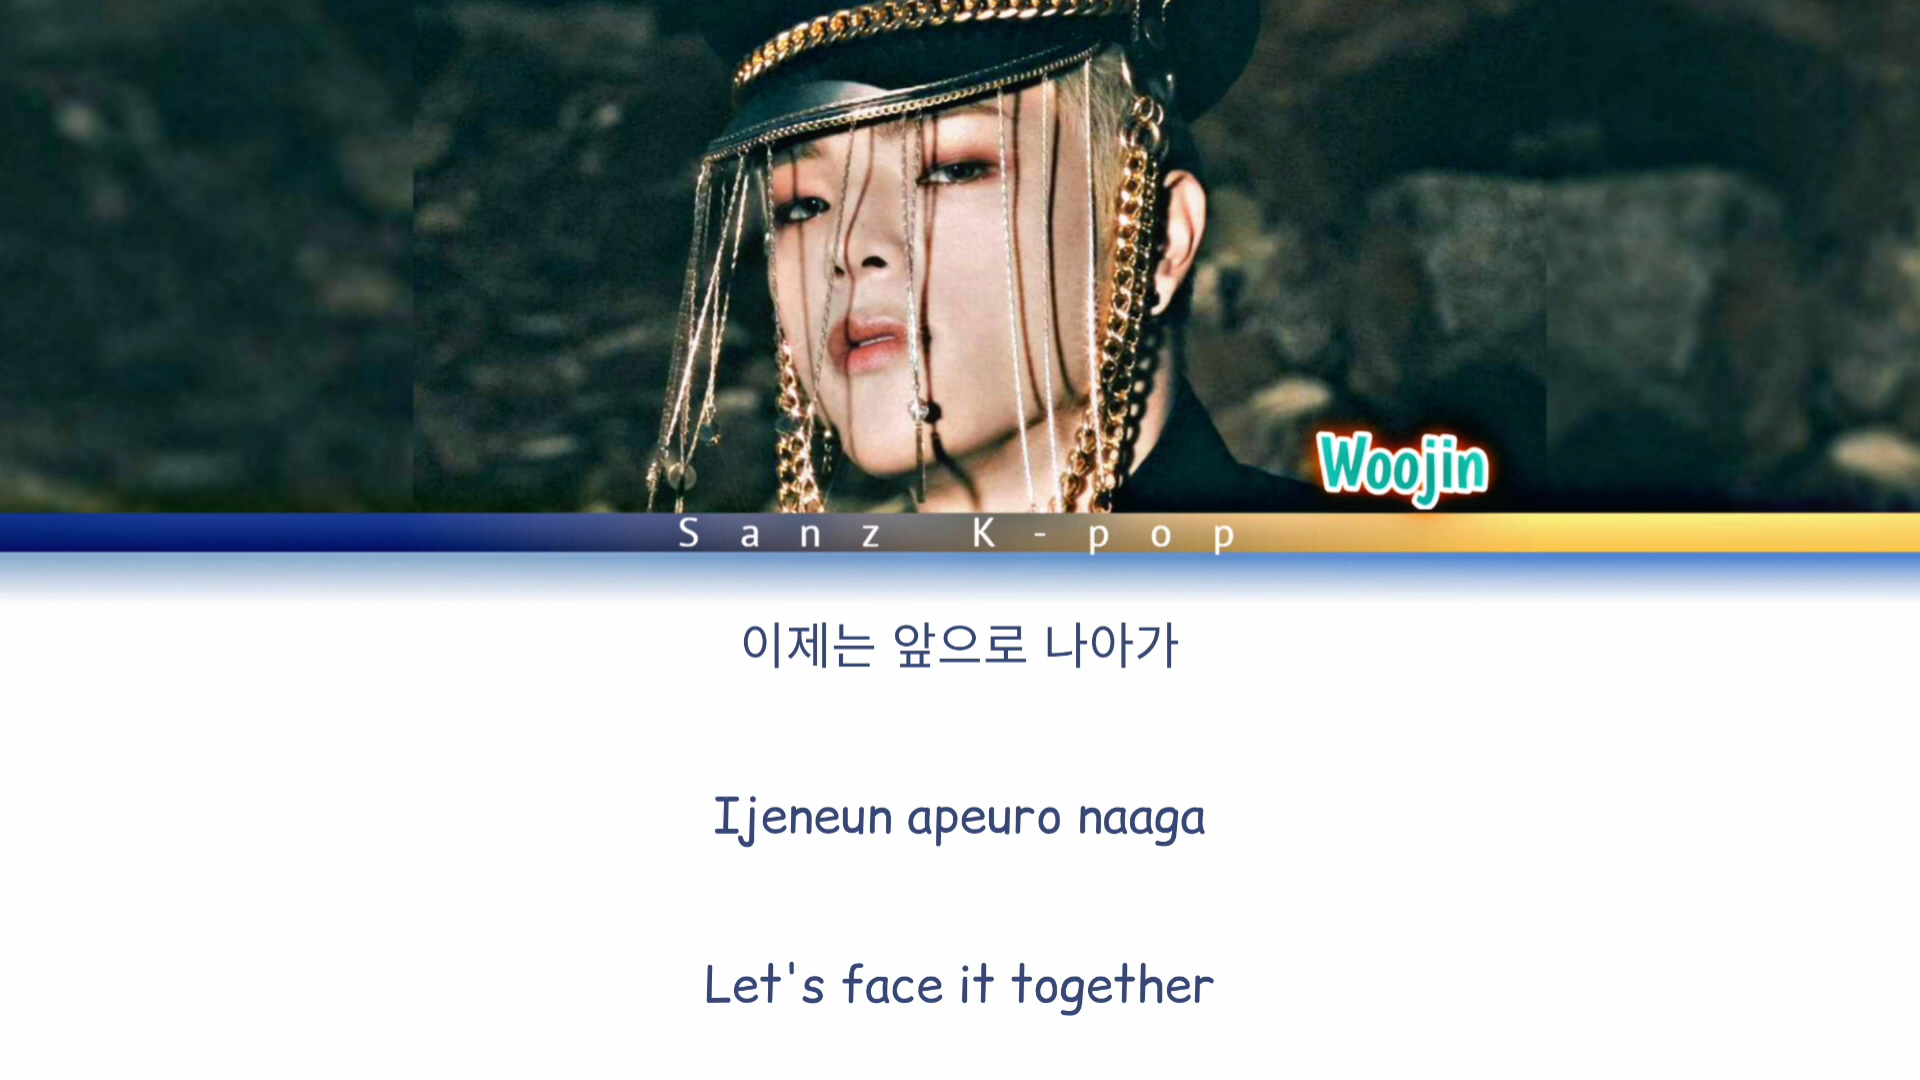 Woojin
Sanz K-pop
이제는 앞으로 나아가
Ijeneun apeuro naaga
Let's face it together